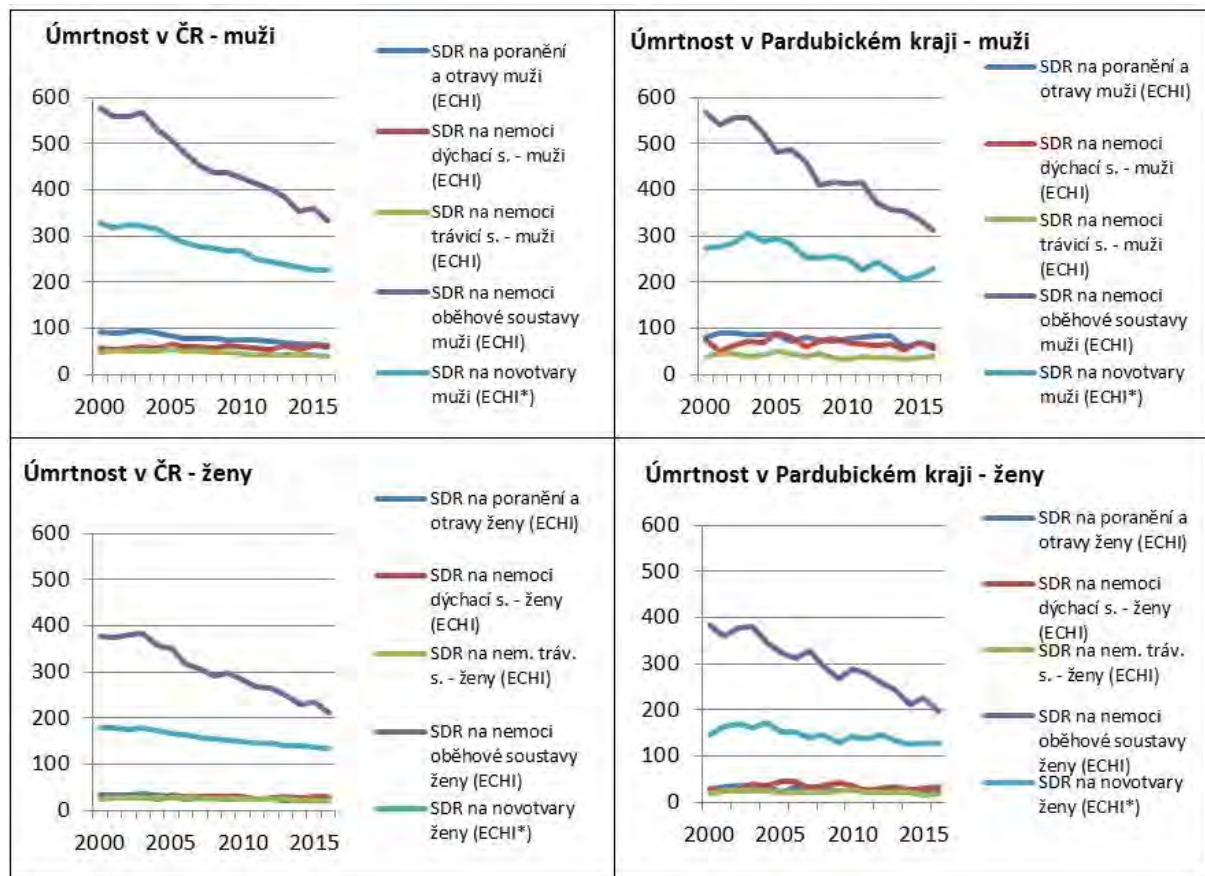 Úmrtnost v ČR - muži
SDR na poranění
a otravy muži
(ECHI)
SDR na nemoci
dýchací s. - muži
(ECHI)
SDR na nemoci
trávicí s. - muži
(ECHI)
SDR na nemoci
oběhové soustavy
muži (ECHI)
SDR na novotvary
muži (ECHI*)
600
500
400
300
200
100
0
2000 2005 2010 2015
Úmrtnost v Pardubickém kraji - muži
SDR na poranění a
otravy muži (ECHI)
SDR na nemoci
dýchací s. - muži
(ECHI)
SDR na nemoci
trávicí s. - muži
(ECHI)
SDR na nemoci
oběhové soustavy
muži (ECHI)
SDR na novotvary
muži (ECHI*)
600
500
400
300
200
100
0
2000 2005 2010 2015
Úmrtnost v ČR - ženy
SDR na poranění a
otravy ženy (ECHI)
SDR na nemoci
dýchací s. - ženy
(ECHI)
SDR na nem. tráv.
s. - ženy (ECHI)
SDR na nemoci
oběhové soustavy
ženy (ECHI)
SDR na novotvary
ženy (ECHI*)
600
500
400
300
200
100
0
2000 2005 2010 2015
Úmrtnost v Pardubickém kraji - ženy
SDR na poranění a
otravy ženy (ECHI)
SDR na nemoci
dýchací s. - ženy
(ECHI)
SDR na nem. tráv.
s. - ženy (ECHI)
SDR na nemoci
oběhové soustavy
ženy (ECHI)
SDR na novotvary
ženy (ECHI*)
600
500
400
300
200
100
0
2000 2005 2010 2015